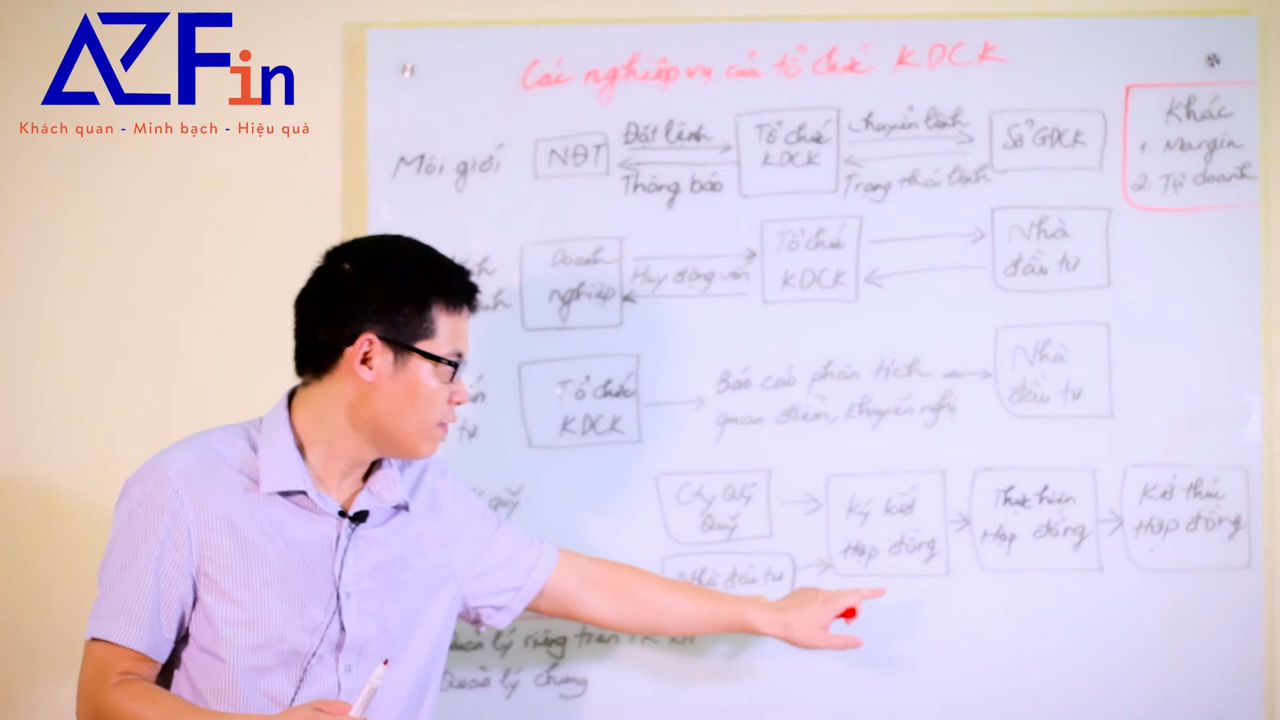 AZFin
Khách quan - Minh bạch - Hiệu quả
Các nghiệp vụ của tổ chức KDCK
Môi giới
NĐT
Đặt lệnh
Thông báo
Tổ chức
KDCK
Chuyển lệnh
Trạng thái lệnh
Sở GDCK
Khác
1. Margin
2. Tự doanh
Doanh
nghiệp
Huy động vốn
Tổ chức
KDCK
Nhà
đầu tư
Tổ chức
KDCK
Báo cáo phân tích
quan điểm, khuyến nghị
Nhà
đầu tư
quỹ
Cty Qlý
Quỹ
Nhà đầu tư
Ký kết
Hợp đồng
Thực hiện
Hợp đồng
Kết thúc
Hợp đồng
Quản lý riêng
Quản lý chung